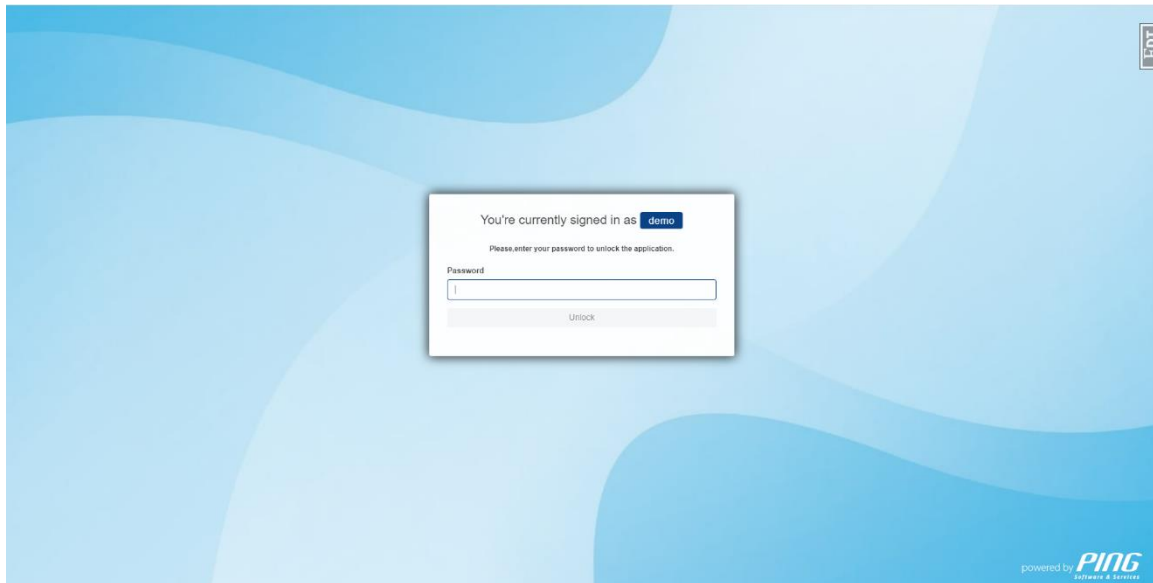 EDT
You're currently signed in as demo
Please,enter your password to unlock the application.
Password
Unlock
powered by PING
Software & Services